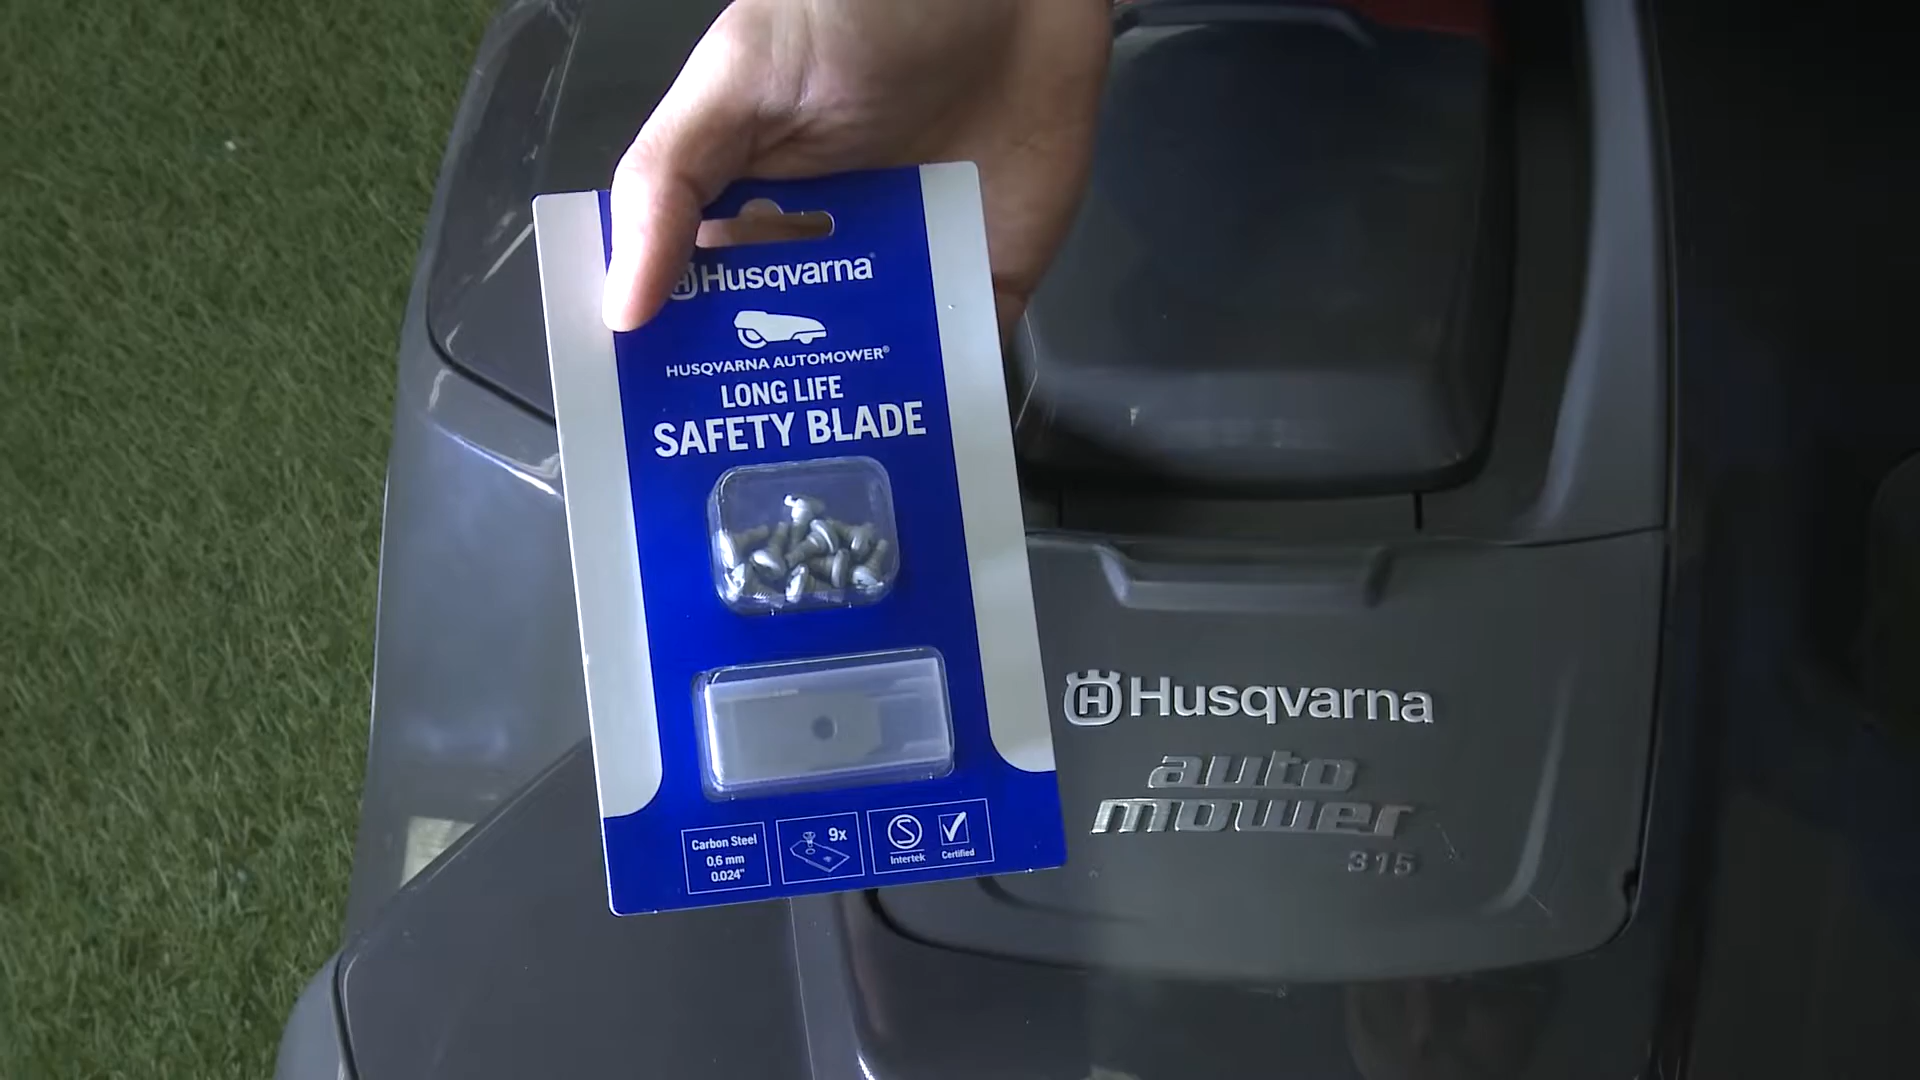 Husqvarna
HUSQVARNA AUTOMOWER®
LONG LIFE
SAFETY BLADE
Carbon Steel
0,6 mm
0.024"
9x
S
Intertek
Certified
H Husqvarna
auto
mower
315